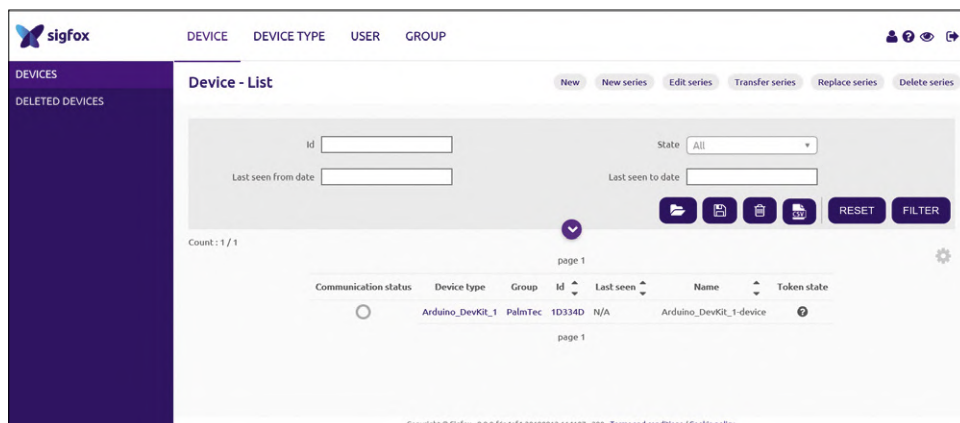 sigfox
DEVICE DEVICE TYPE USER GROUP
DEVICES
DELETED DEVICES
Device - List
New New series Edit series Transfer series Replace series Delete series
Id State All
Last seen from date Last seen to date
CSV RESET FILTER
Count : 1 / 1
page 1
Communication status Device type Group Id Last seen Name Token state
Arduino_DevKit_1 PalmTec 1D334D N/A Arduino_DevKit_1-device
page 1